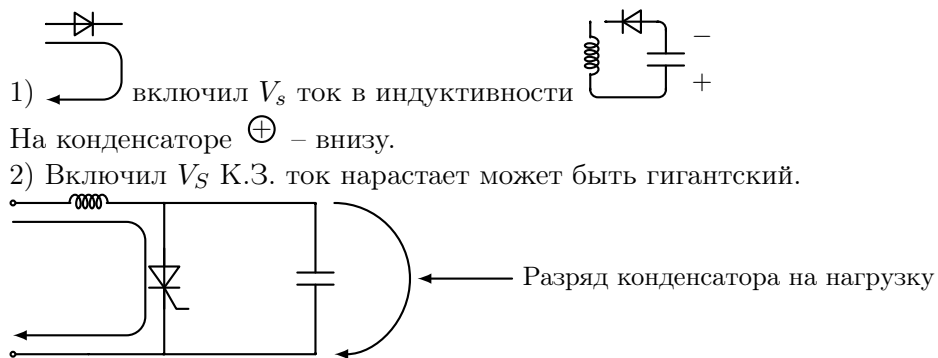 1) включил V_s ток в индуктивности − +
На конденсаторе ⊕ – внизу.
2) Включил V_S К.З. ток нарастает может быть гигантский.
Разряд конденсатора на нагрузку